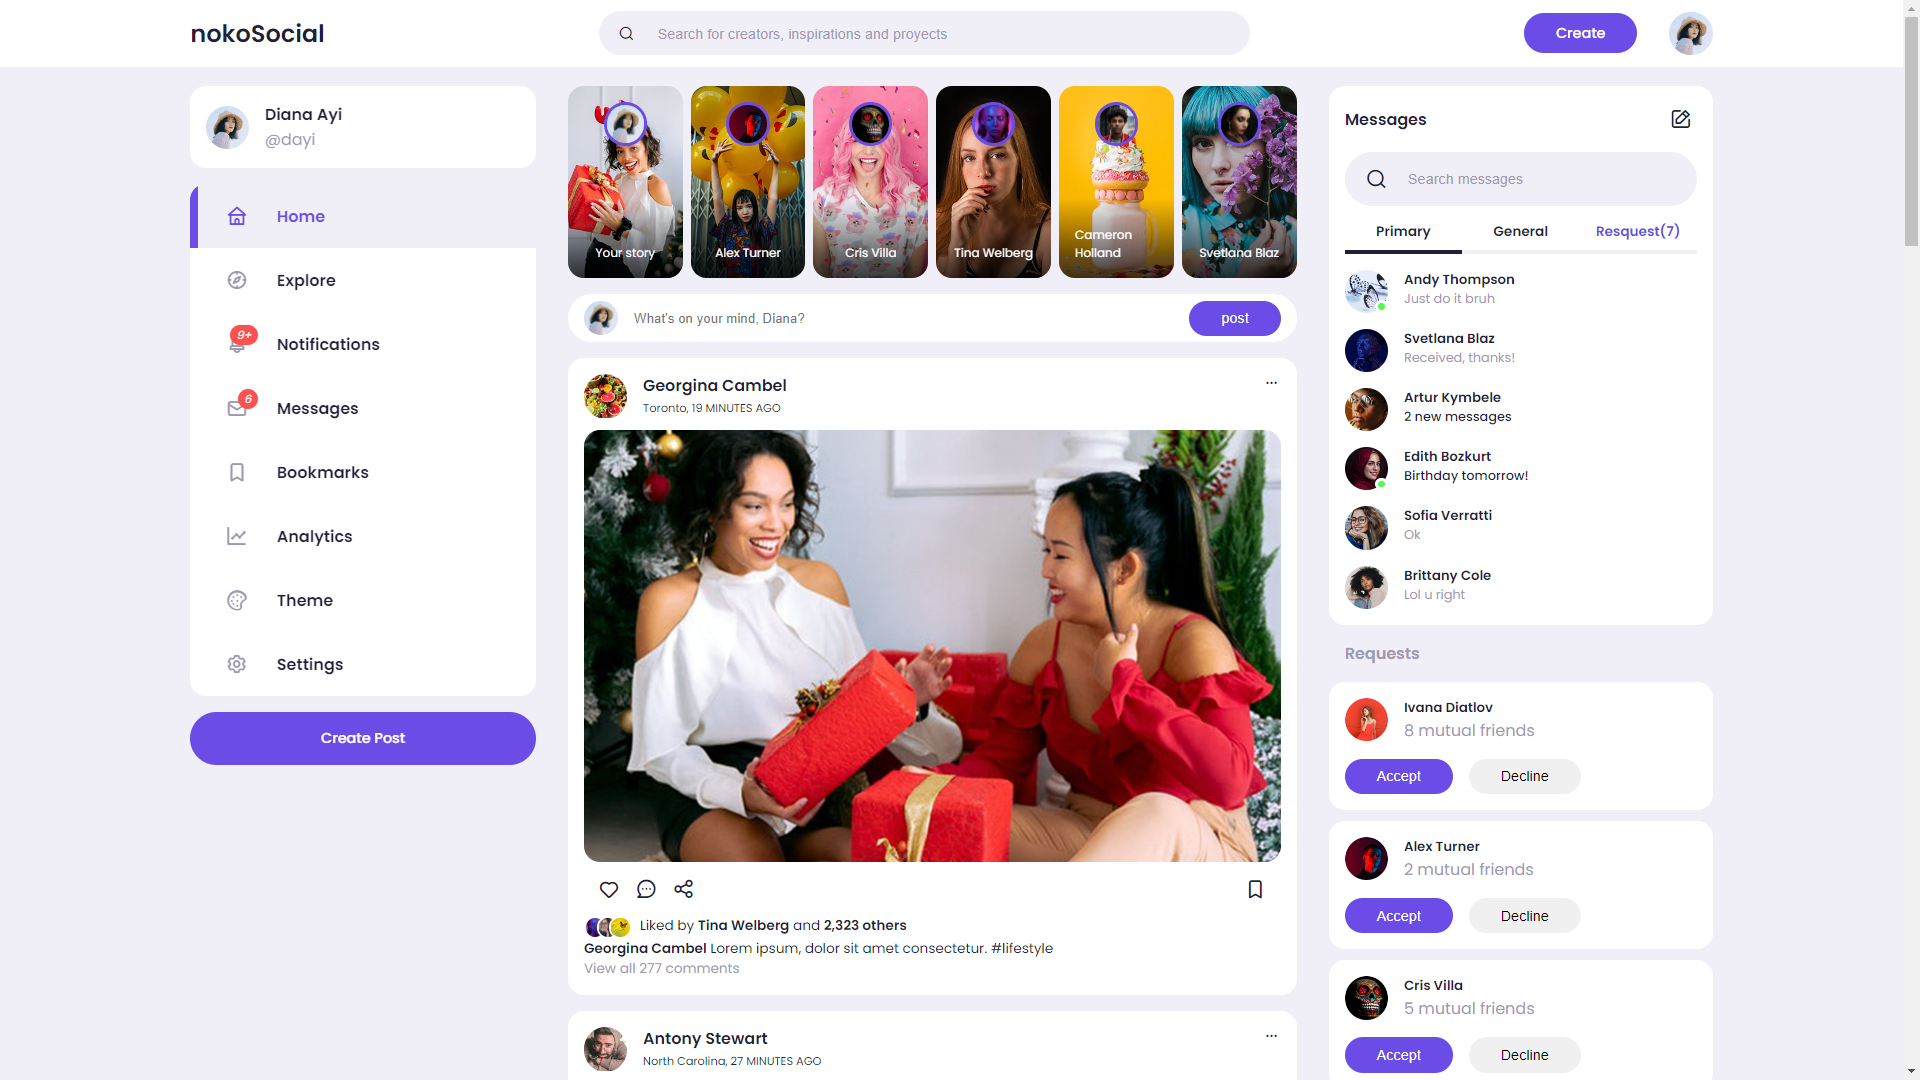 nokoSocial
Search for creators, inspirations and proyects
Create
Diana Ayi
@dayi
Home
Explore
9+
Notifications
6
Messages
Bookmarks
Analytics
Theme
Settings
Create Post
Your story
Alex Turner
Cris Villa
Tina Welberg
Cameron
Holland
Svetlana Blaz
What's on your mind, Diana?
post
Georgina Cambel
Toronto, 19 MINUTES AGO
Liked by Tina Welberg and 2,323 others
Georgina Cambel Lorem ipsum, dolor sit amet consectetur. #lifestyle
View all 277 comments
Antony Stewart
North Carolina, 27 MINUTES AGO
Messages
Search messages
Primary General Resquest(7)
Andy Thompson
Just do it bruh
Svetlana Blaz
Received, thanks!
Artur Kymbele
2 new messages
Edith Bozkurt
Birthday tomorrow!
Sofia Verratti
Ok
Brittany Cole
Lol u right
Requests
Ivana Diatlov
8 mutual friends
Accept Decline
Alex Turner
2 mutual friends
Accept Decline
Cris Villa
5 mutual friends
Accept Decline